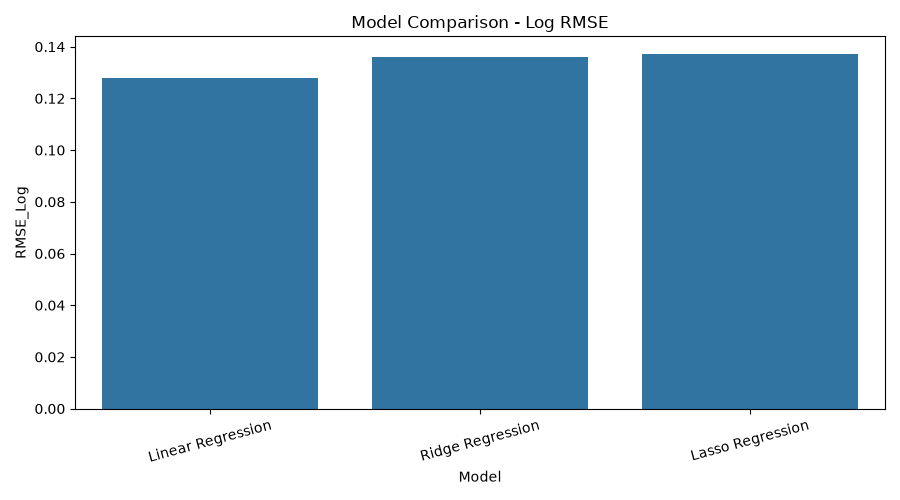 Model Comparison - Log RMSE
RMSE_Log
0.14
0.12
0.10
0.08
0.06
0.04
0.02
0.00
Linear Regression
Ridge Regression
Lasso Regression
Model